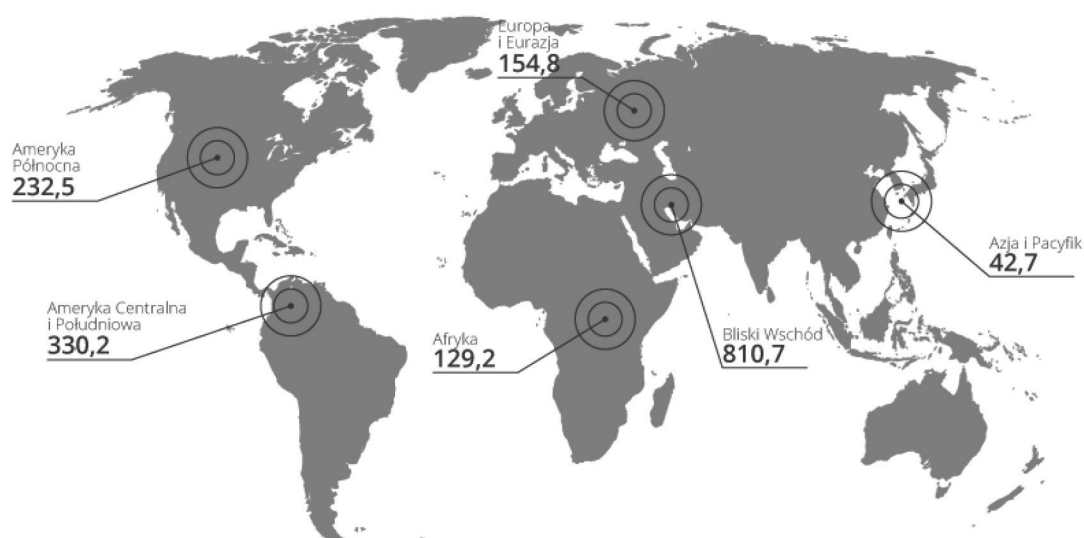 Europa
i Eurazja
154,8
Ameryka
Północna
232,5
Azja i Pacyfik
42,7
Ameryka Centralna
i Południowa
330,2
Afryka
129,2
Bliski Wschód
810,7